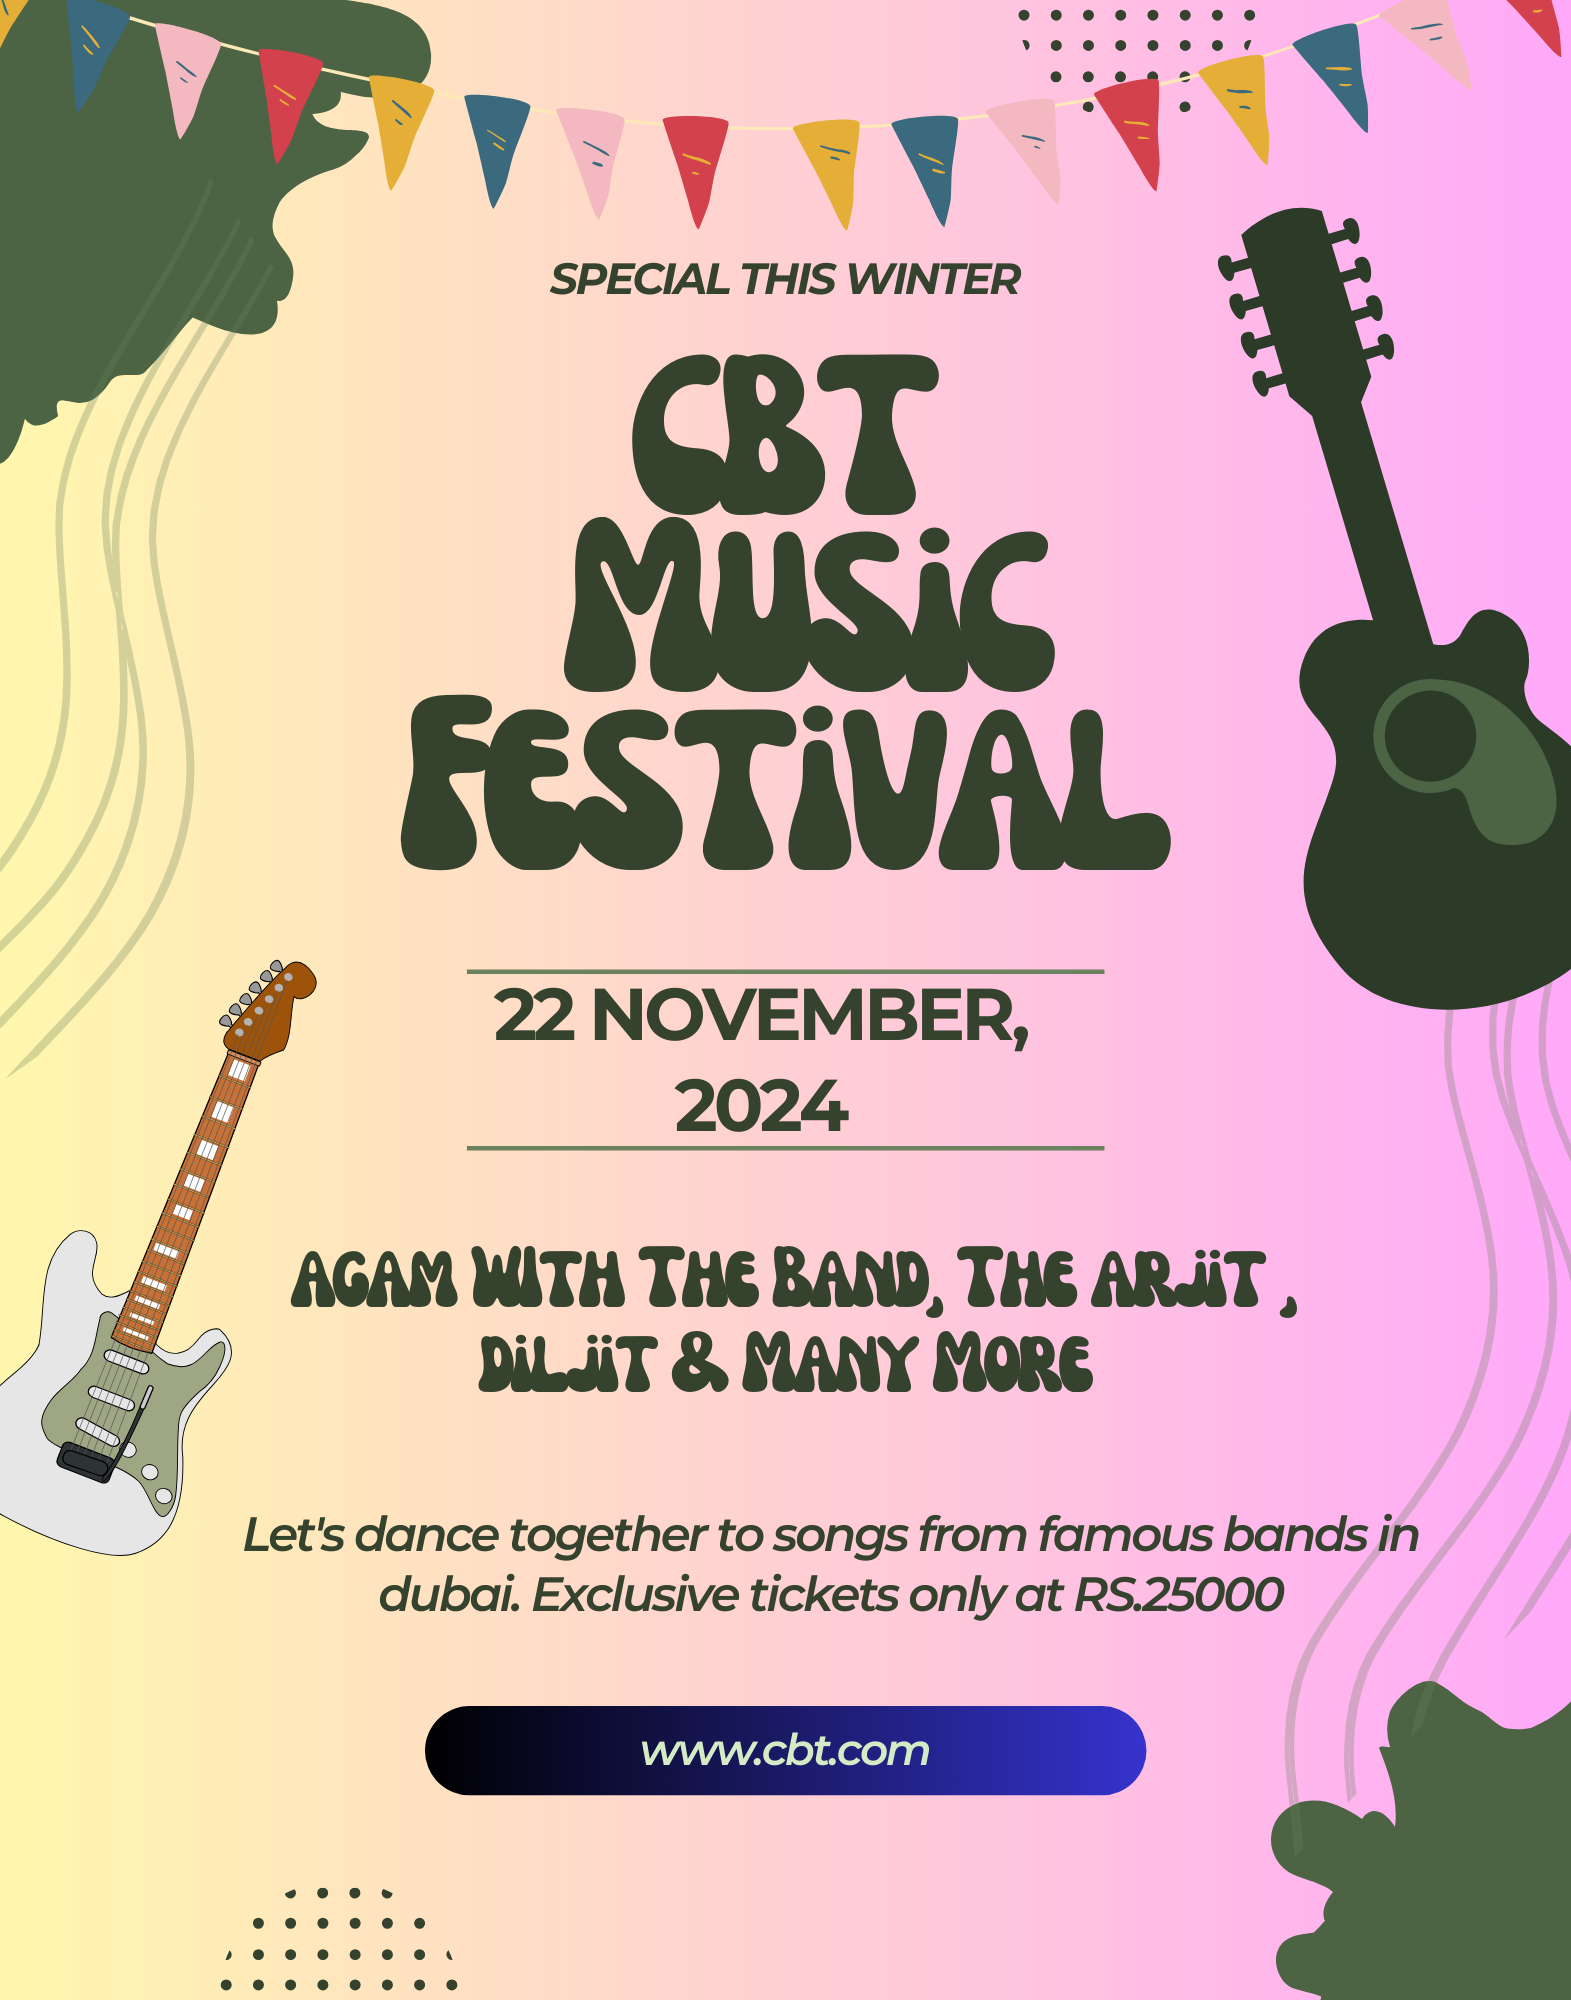 SPECIAL THIS WINTER
CBT
MUSiC
FESTiVAL
22 NOVEMBER,
2024
AGAM WITH THE BAND, THE ARJiT ,
DiLJiT & MANY MORE
Let's dance together to songs from famous bands in
dubai. Exclusive tickets only at RS.25000
www.cbt.com